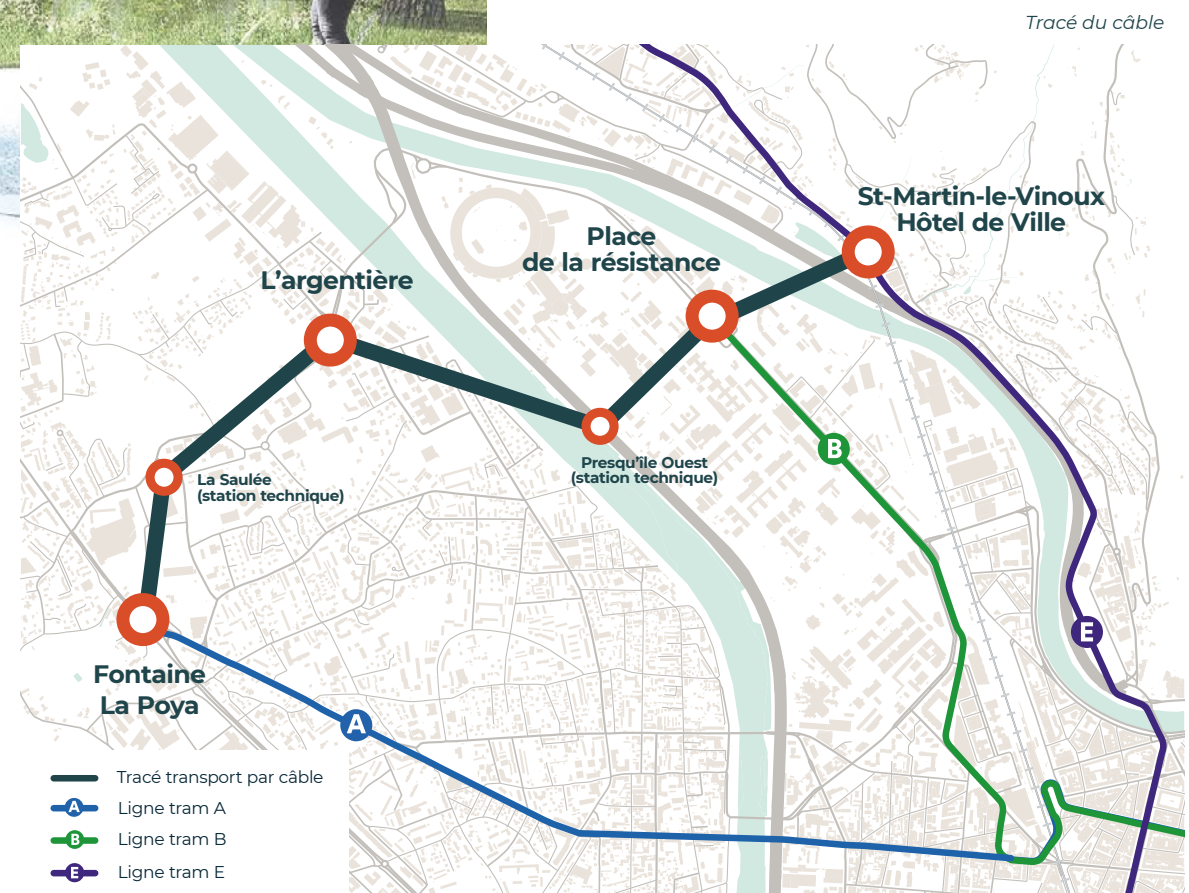 Tracé du câble
St-Martin-le-Vinoux
Hôtel de Ville
Place
de la résistance
L'argentière
B
Presqu'île Ouest
(station technique)
La Saulée
(station technique)
E
Fontaine
La Poya
A
Tracé transport par câble
A Ligne tram A
B Ligne tram B
E Ligne tram E